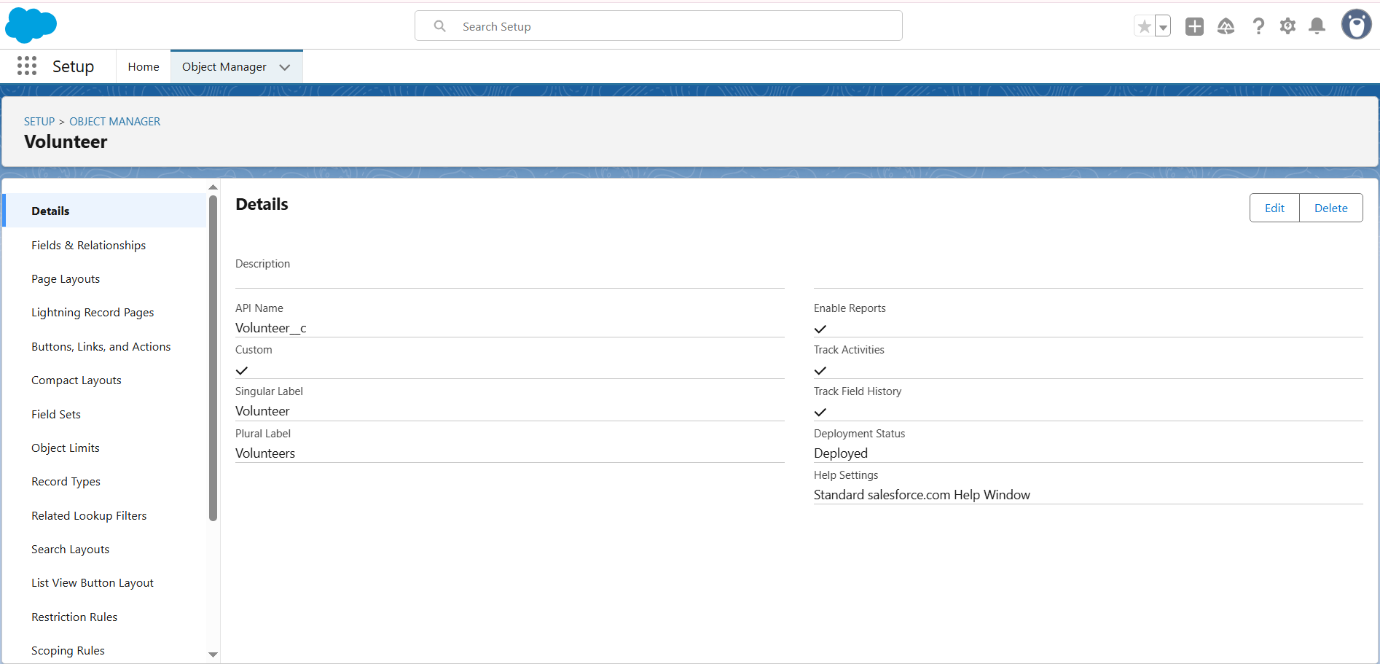 Search Setup
Setup
Home
Object Manager
SETUP > OBJECT MANAGER
Volunteer
Details
Fields & Relationships
Page Layouts
Lightning Record Pages
Buttons, Links, and Actions
Compact Layouts
Field Sets
Object Limits
Record Types
Related Lookup Filters
Search Layouts
List View Button Layout
Restriction Rules
Scoping Rules
Details
Edit
Delete
Description
API Name
Volunteer__c
Custom
Singular Label
Volunteer
Plural Label
Volunteers
Enable Reports
Track Activities
Track Field History
Deployment Status
Deployed
Help Settings
Standard salesforce.com Help Window